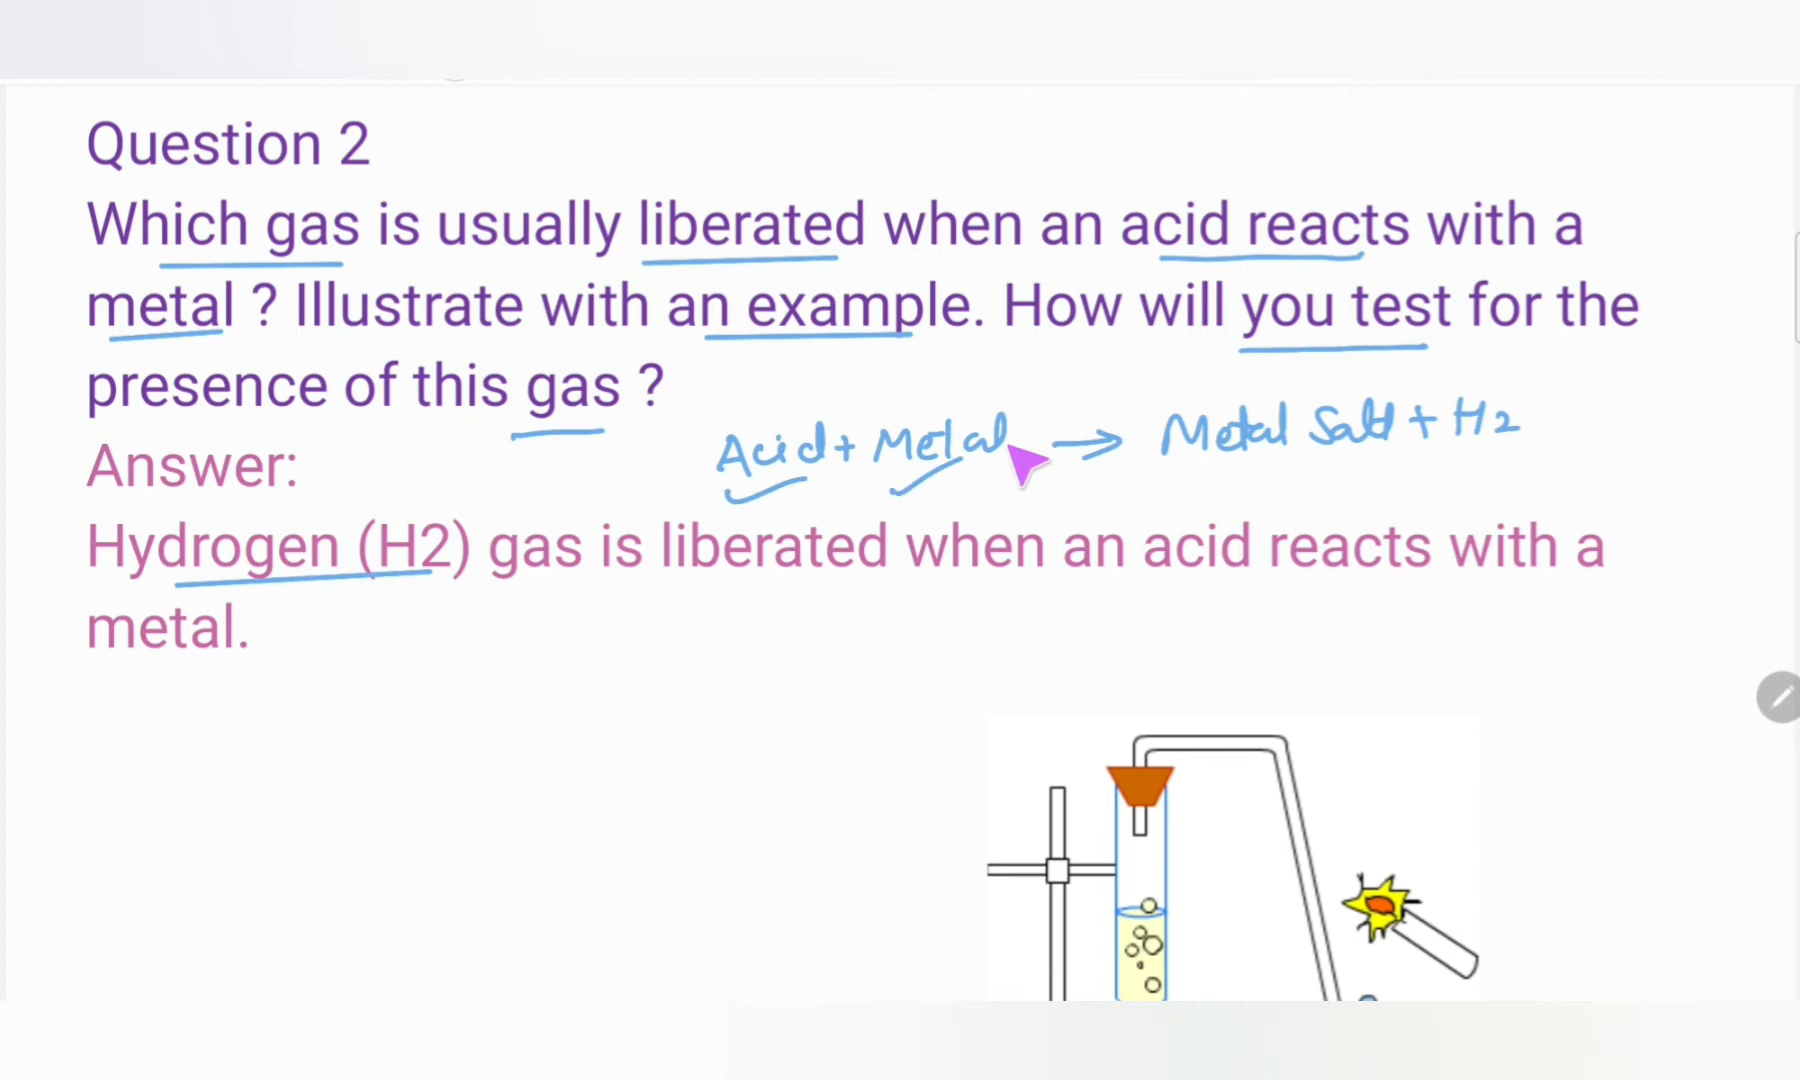 Question 2
Which gas is usually liberated when an acid reacts with a
metal ? Illustrate with an example. How will you test for the
presence of this gas ?
Acid + Metal → Metal Salt + H2
Answer:
Hydrogen (H2) gas is liberated when an acid reacts with a
metal.